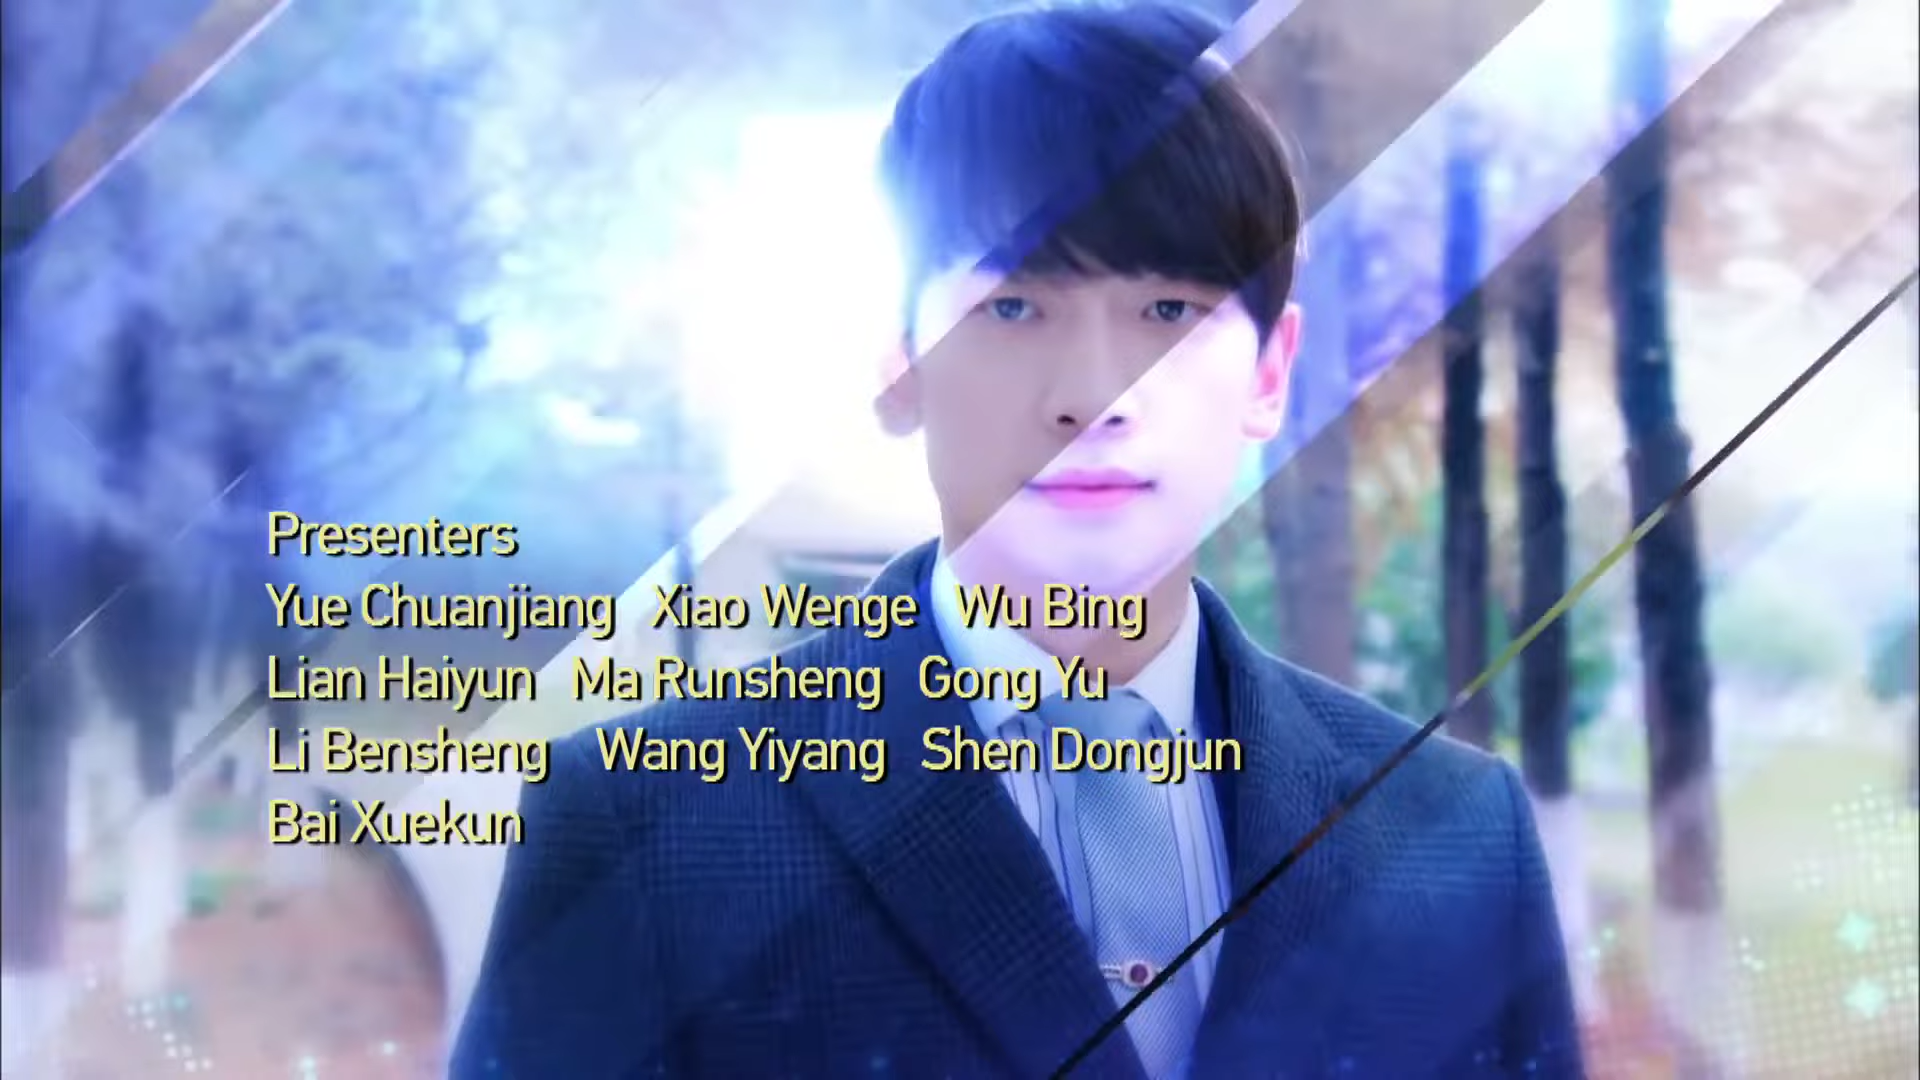 Presenters
Yue Chuanjiang Xiao Wenge Wu Bing
Lian Haiyun Ma Runsheng Gong Yu
Li Bensheng Wang Yiyang Shen Dongjun
Bai Xuekun